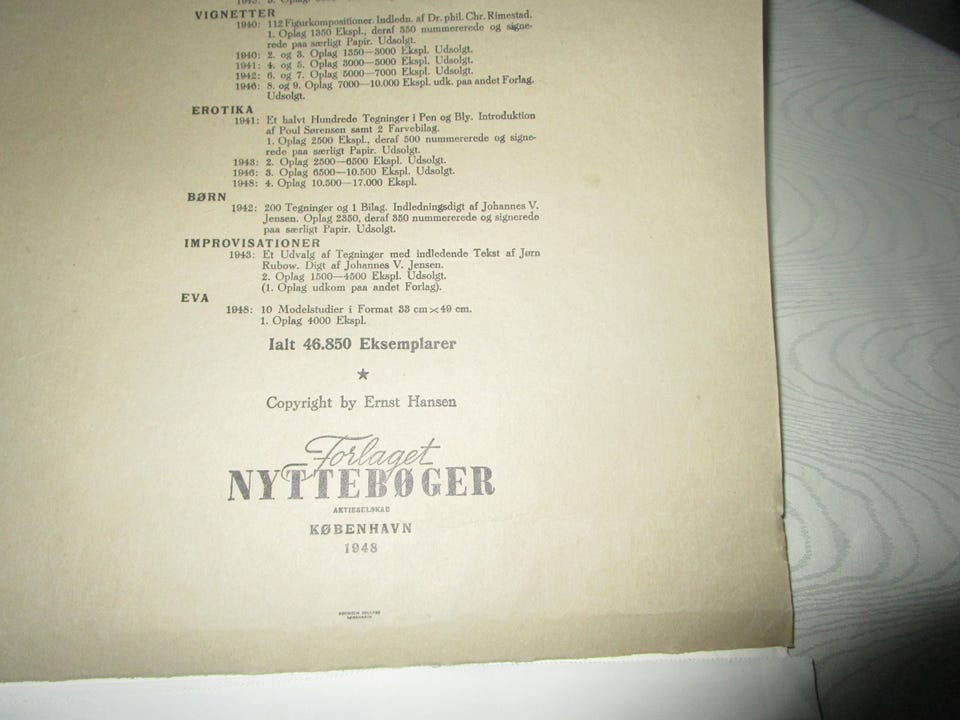 VIGNETTER
1940: 112 Figurkompositioner. Indledn. af Dr. phil. Chr. Rimestad.
1. Oplag 1350 Ekspl., deraf 350 nummererede og signe-
rede paa særligt Papir. Udsolgt.
1940: 2. og 3. Oplag 1350—3000 Ekspl. Udsolgt.
1941: 4. og 5. Oplag 3000—5000 Ekspl. Udsolgt.
1942: 6. og 7. Oplag 5000—7000 Ekspl. Udsolgt.
1946: 8. og 9. Oplag 7000—10.000 Ekspl. udk. paa andet Forlag.
Udsolgt.
EROTIKA
1941: Et halvt Hundrede Tegninger i Pen og Bly. Introduktion
af Poul Sørensen samt 2 Farvebilag.
1. Oplag 2500 Ekspl., deraf 500 nummererede og signe-
rede paa særligt Papir. Udsolgt.
1943: 2. Oplag 2500—6500 Ekspl. Udsolgt.
1946: 3. Oplag 6500—10.500 Ekspl. Udsolgt.
1948: 4. Oplag 10.500—17.000 Ekspl.
BØRN
1942: 200 Tegninger og 1 Bilag. Indledningsdigt af Johannes V.
Jensen. Oplag 2350, deraf 350 nummererede og signerede
paa særligt Papir. Udsolgt.
IMPROVISATIONER
1943: Et Udvalg af Tegninger med indledende Tekst af Jørn
Rubow. Digt af Johannes V. Jensen.
2. Oplag 1500—4500 Ekspl. Udsolgt.
(1. Oplag udkom paa andet Forlag).
EVA
1948: 10 Modelstudier i Format 33 cm×49 cm.
1. Oplag 4000 Ekspl.
Ialt 46.850 Eksemplarer
Copyright by Ernst Hansen
Forlaget
NYTTEBØGER
AKTIESELSKAB
KØBENHAVN
1948